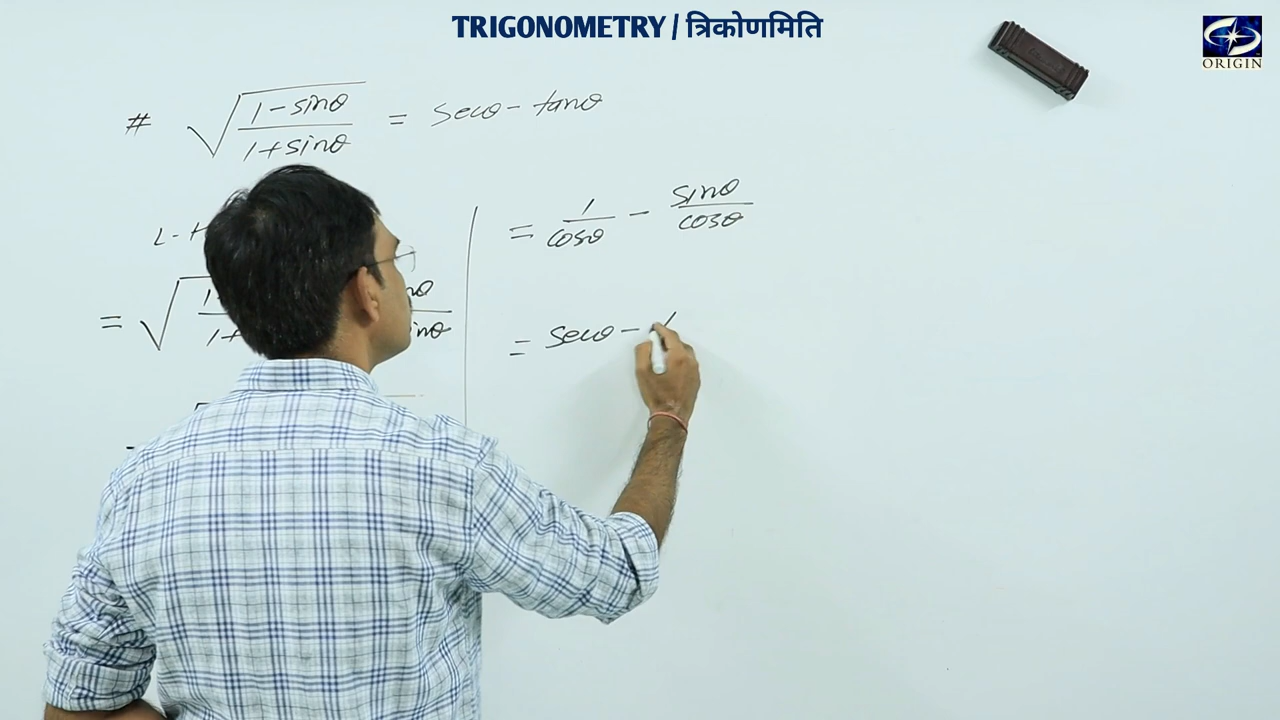 TRIGONOMETRY / त्रिकोणमिति
ORIGIN
# √((1-sinθ)/(1+sinθ)) = secθ - tanθ
L-H
= 1/cosθ - sinθ/cosθ
= secθ -